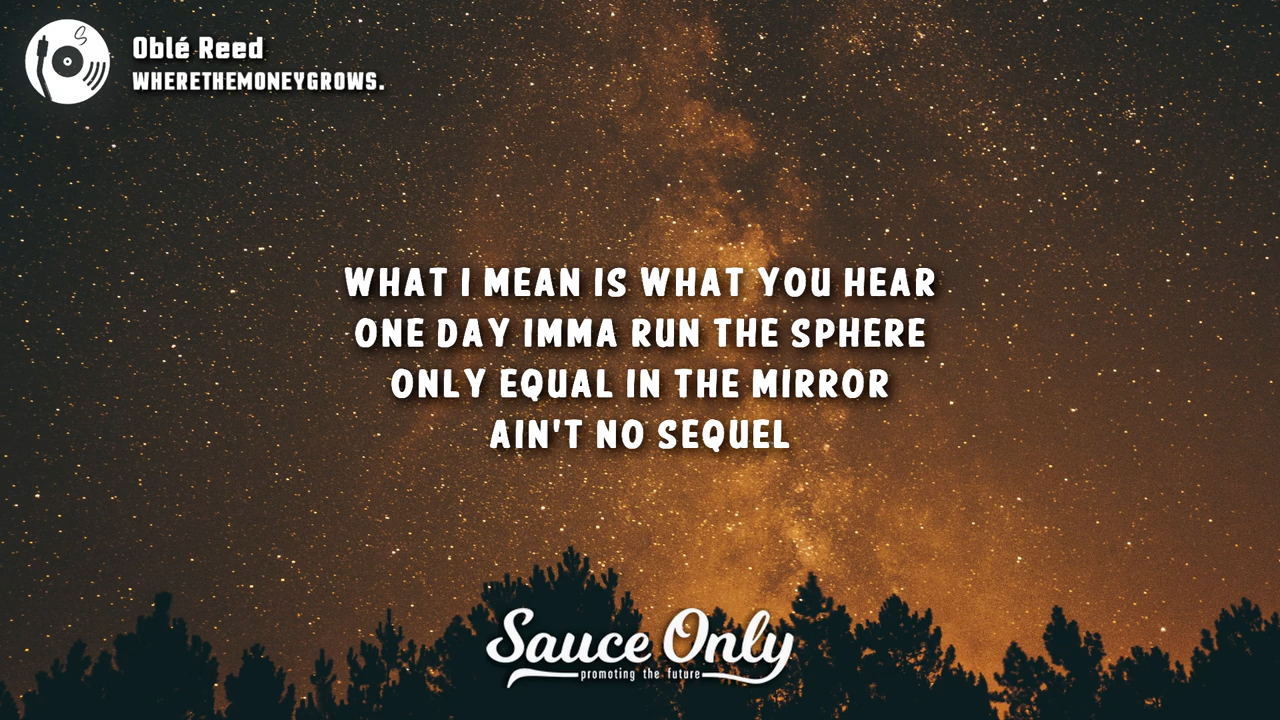 Oblé Reed
WHERETHEMONEYGROWS.
WHAT I MEAN IS WHAT YOU HEAR
ONE DAY IMMA RUN THE SPHERE
ONLY EQUAL IN THE MIRROR
AIN'T NO SEQUEL
Sauce Only
promoting the future